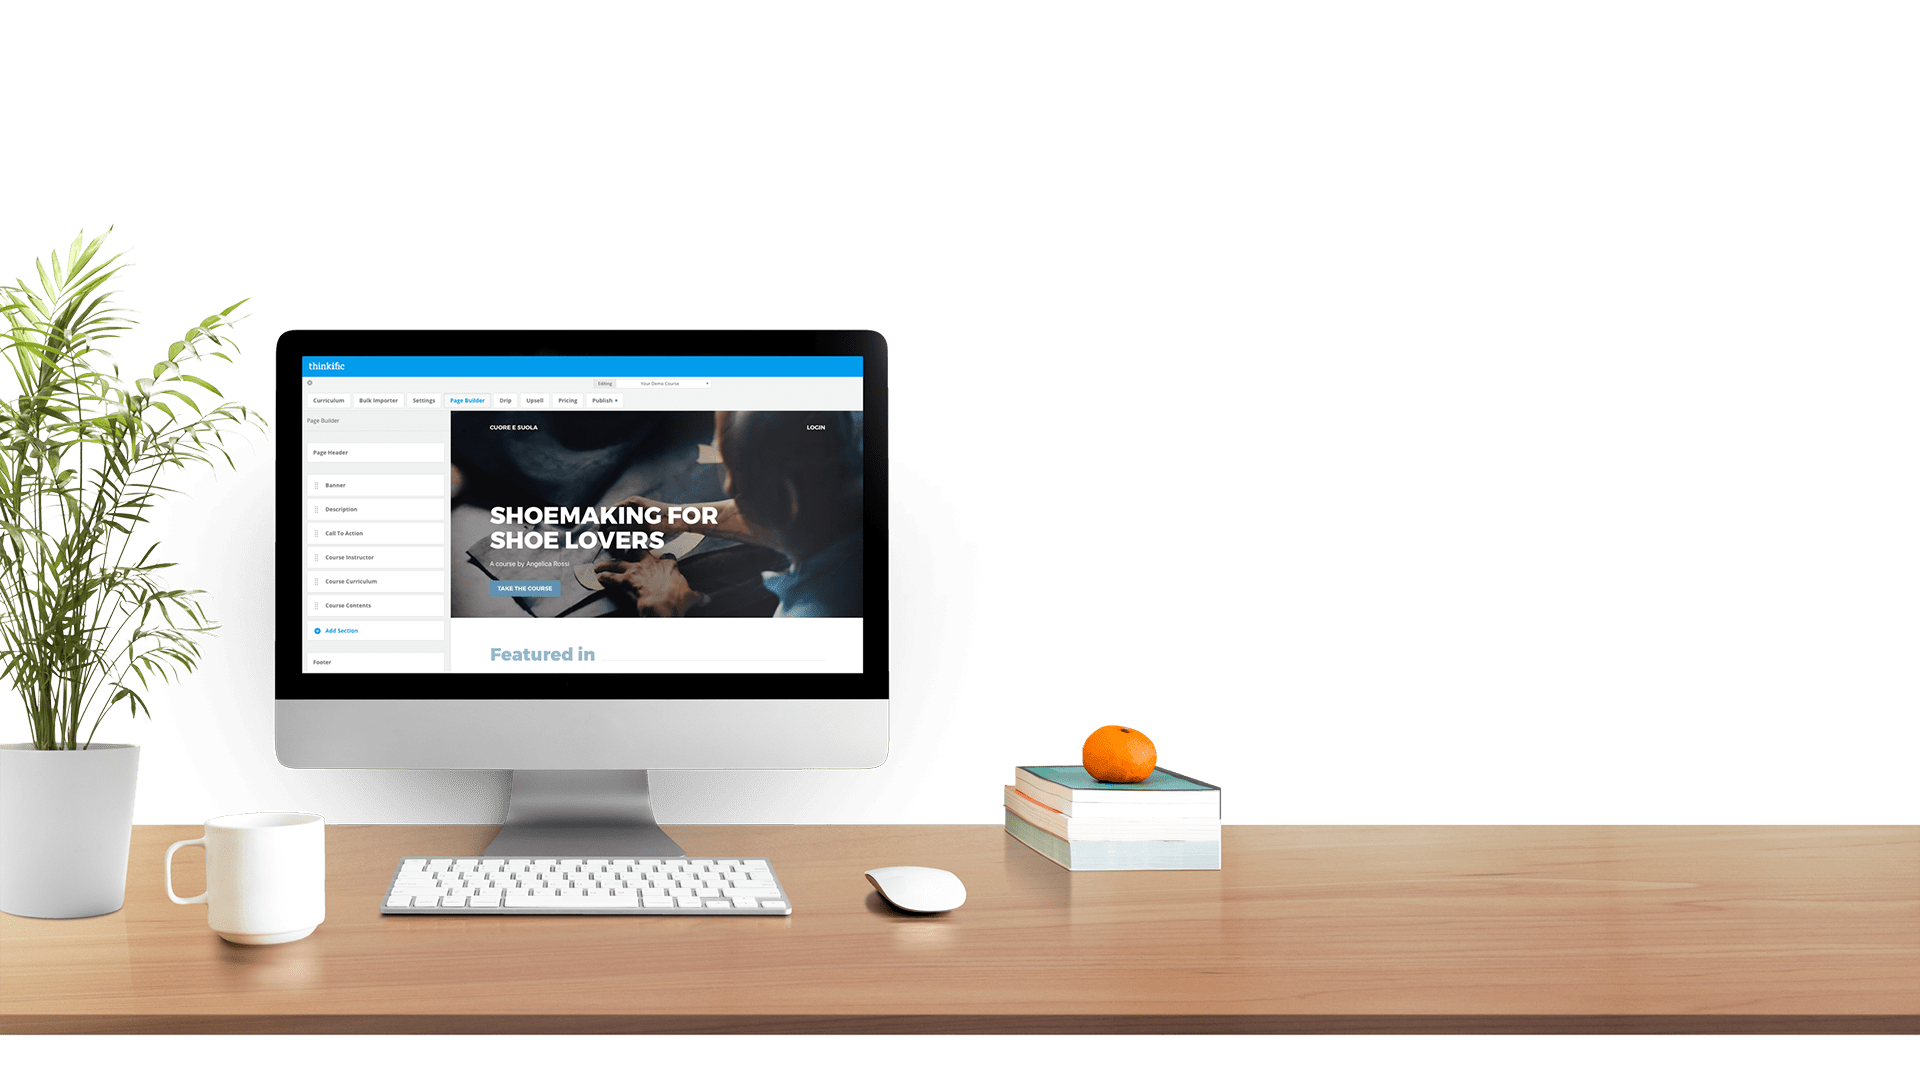 thinkific
Editing Your Demo Course
Curriculum Bulk Importer Settings Page Builder Drip Upsell Pricing Publish
Page Builder
Page Header
Banner
Description
Call To Action
Course Instructor
Course Curriculum
Course Contents
Add Section
Footer
CUORE E SUOLA LOGIN
SHOEMAKING FOR
SHOE LOVERS
A course by Angelica Rossi
TAKE THE COURSE
Featured in